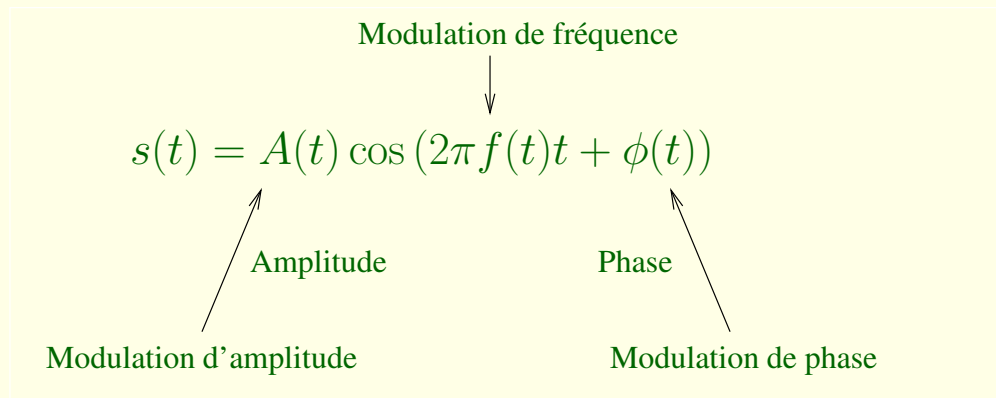 Modulation de fréquence
s(t) = A(t) cos (2πf(t)t + ϕ(t))
Amplitude Phase
Modulation d'amplitude Modulation de phase